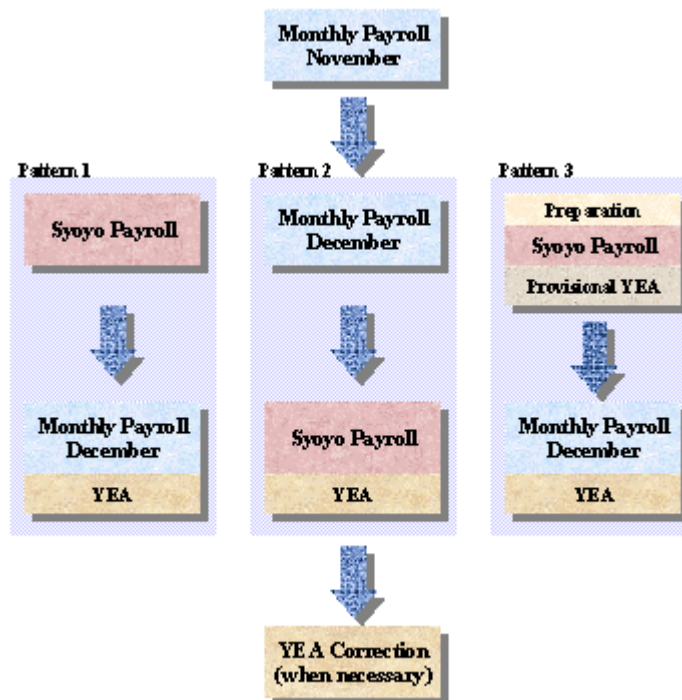 Monthly Payroll
November
Pattern 1
Syoyo Payroll
Monthly Payroll
December
YEA
Pattern 2
Monthly Payroll
December
Syoyo Payroll
YEA
Pattern 3
Preparation
Syoyo Payroll
Provisional YEA
Monthly Payroll
December
YEA
YEA Correction
(when necessary)